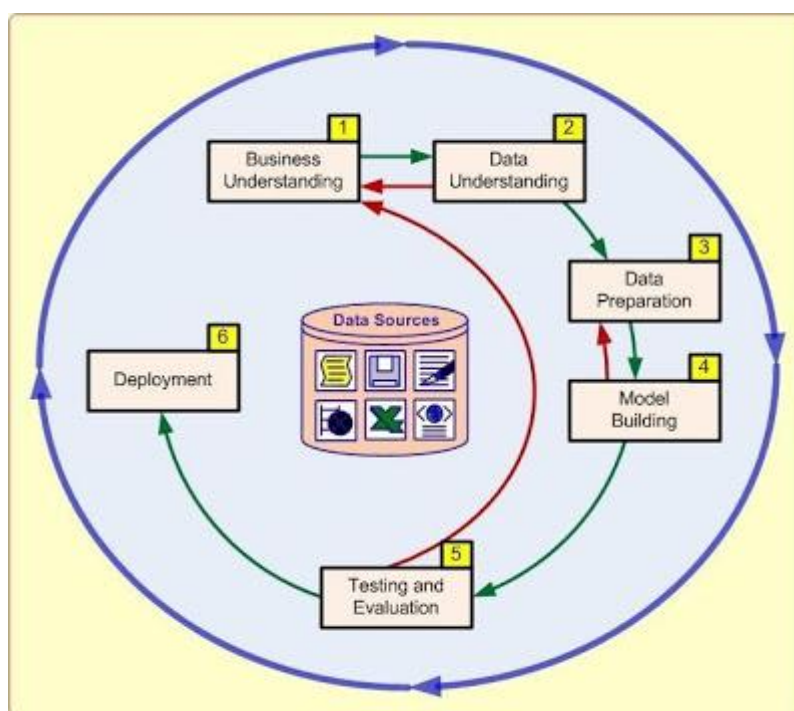 1
Business
Understanding
2
Data
Understanding
3
Data
Preparation
4
Model
Building
5
Testing and
Evaluation
6
Deployment
Data Sources